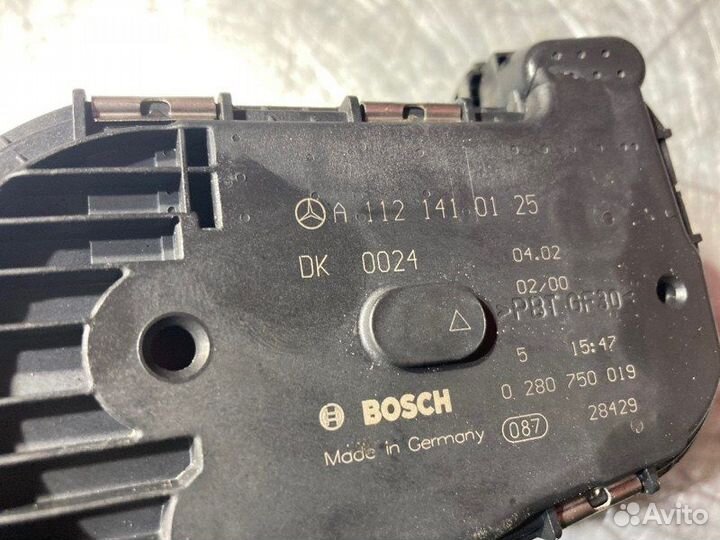 A 112 141 01 25
DK 0024 04.02
02/00
>PBT GF30<
5 15:47
BOSCH 0 280 750 019
Made in Germany 087 28429
Avito